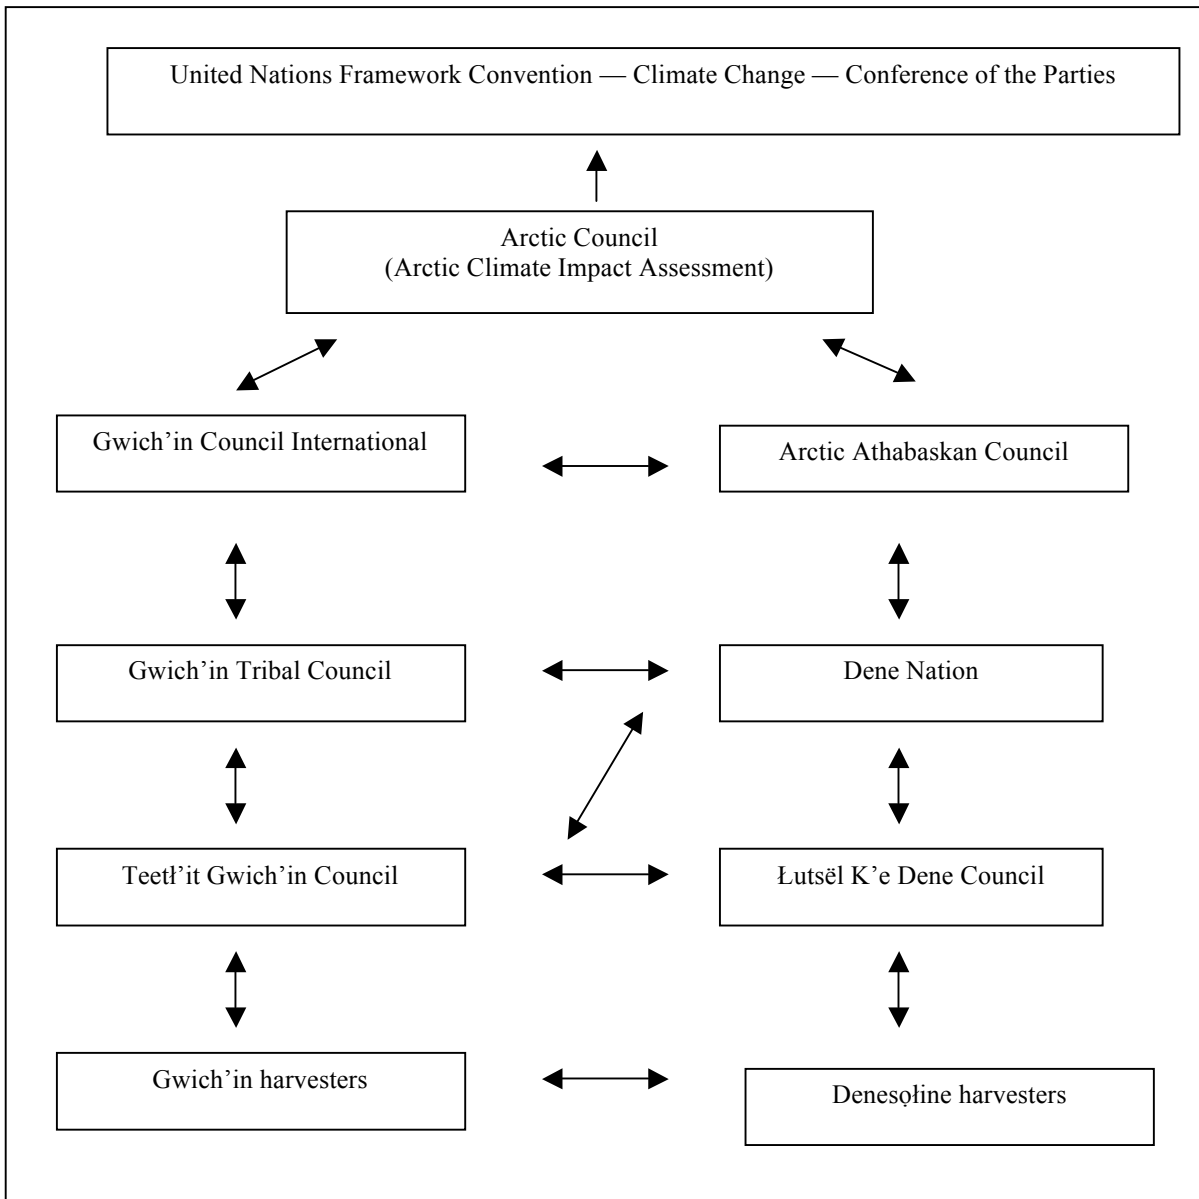 United Nations Framework Convention — Climate Change — Conference of the Parties
Arctic Council
(Arctic Climate Impact Assessment)
Gwich’in Council International
Arctic Athabaskan Council
Gwich’in Tribal Council
Dene Nation
Teetł’it Gwich’in Council
Łutsël K’e Dene Council
Gwich’in harvesters
Denesǫłine harvesters